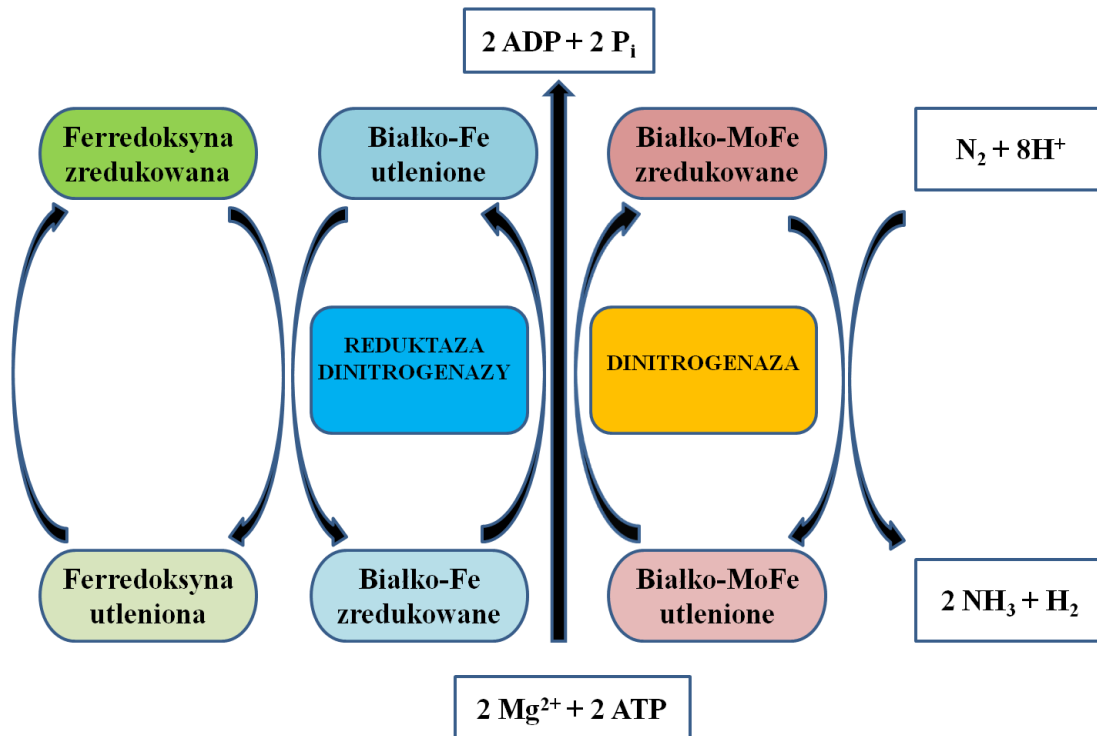 2 ADP + 2 Pᵢ
Ferredoksyna
zredukowana
Białko-Fe
utlenione
Białko-MoFe
zredukowane
N₂ + 8H⁺
REDUKTAZA
DINITROGENAZY
DINITROGENAZA
Ferredoksyna
utleniona
Białko-Fe
zredukowane
Białko-MoFe
utlenione
2 NH₃ + H₂
2 Mg²⁺ + 2 ATP